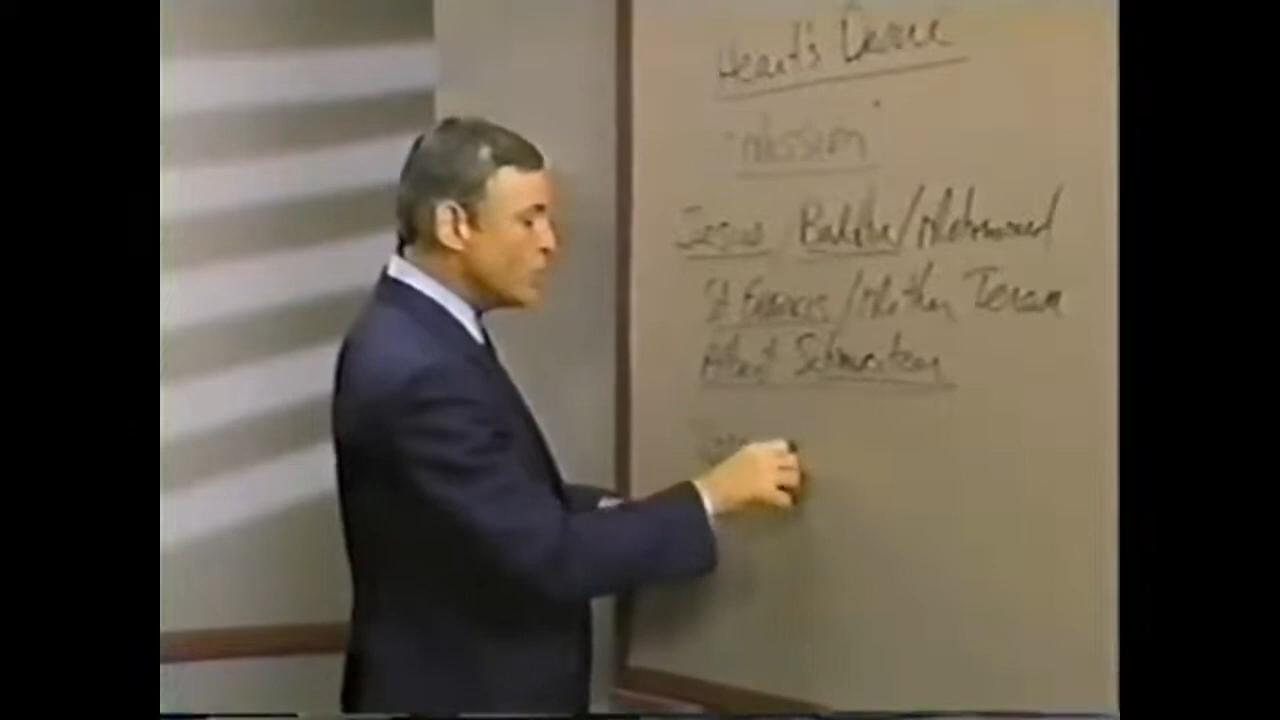 Heart's Desire
"Mission"
Jesus / Buddha / Mohammed
St Francis / Mother Teresa
Albert Schweitzer